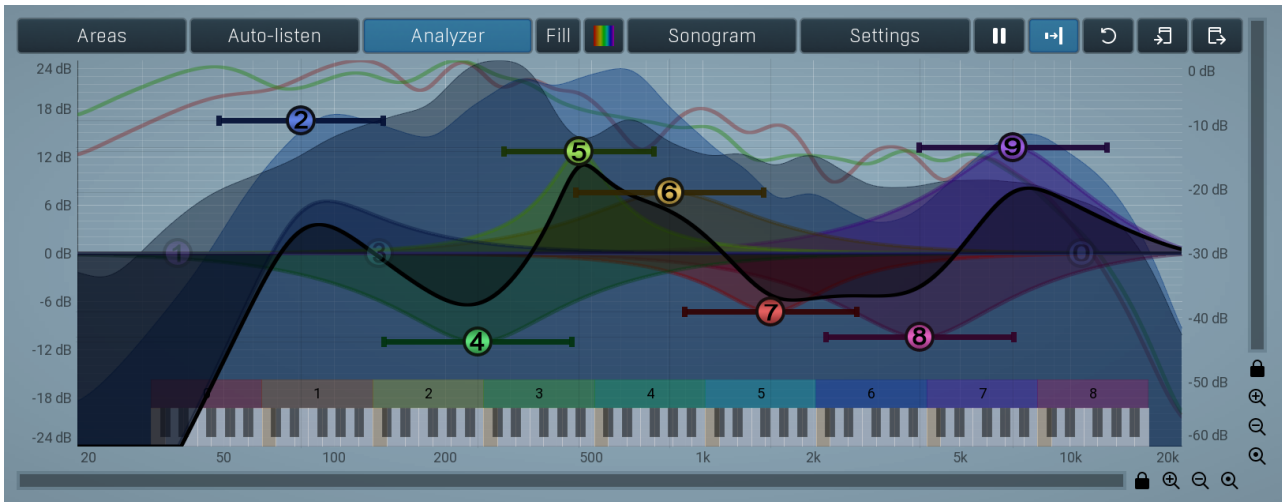 Areas Auto-listen Analyzer Fill Sonogram Settings
24 dB 0 dB
18 dB -10 dB
2
12 dB 5 9
6 dB 6 -20 dB
0 dB 1 3 0 -30 dB
-6 dB 7 -40 dB
-12 dB 4 8
-18 dB 0 1 2 3 4 5 6 7 8 -50 dB
-24 dB -60 dB
20 50 100 200 500 1k 2k 5k 10k 20k